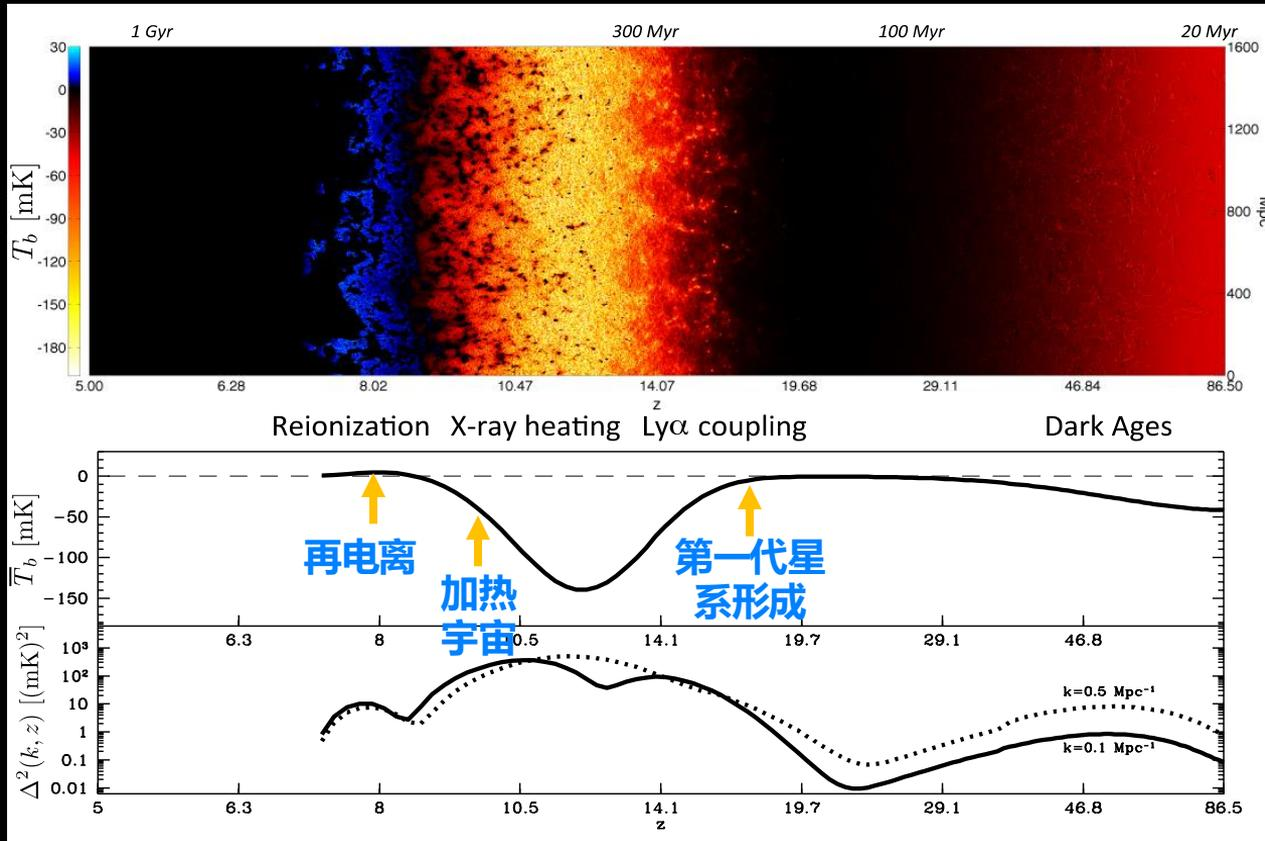 1 Gyr 300 Myr 100 Myr 20 Myr
30
0
-30
-60
-90
-120
-150
-180
T_b [mK]
1600
1200
800
400
0
Mpc
5.00 6.28 8.02 10.47 14.07 19.68 29.11 46.84 86.50
z
Reionization X-ray heating Lyα coupling Dark Ages
0
-50
-100
-150
T̅_b [mK]
再电离
加热
宇宙
第一代星
系形成
6.3 8 10.5 14.1 19.7 29.1 46.8
10³
10²
10
1
0.1
0.01
Δ²(k, z) [(mK)²]
k=0.5 Mpc⁻¹
k=0.1 Mpc⁻¹
5 6.3 8 10.5 14.1 19.7 29.1 46.8 86.5
z